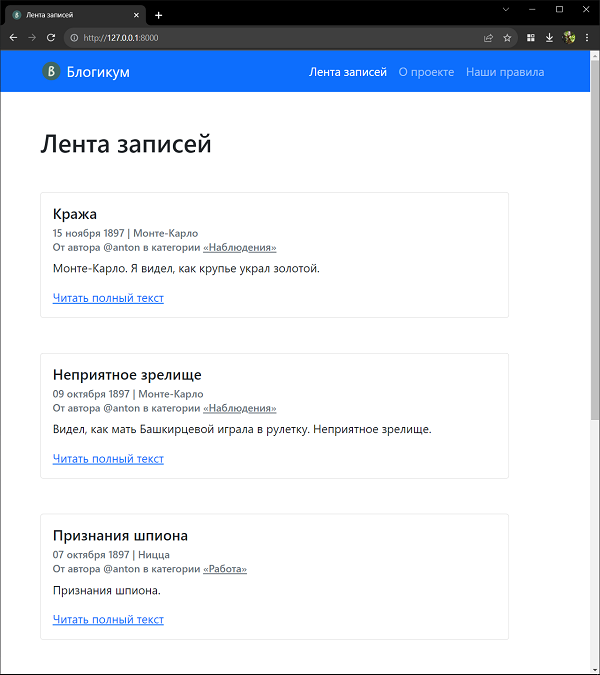 Лента записей
http://127.0.0.1:8000
B Блогикум
Лента записей О проекте Наши правила
Лента записей
Кража
15 ноября 1897 | Монте-Карло
От автора @anton в категории «Наблюдения»
Монте-Карло. Я видел, как крупье украл золотой.
Читать полный текст
Неприятное зрелище
09 октября 1897 | Монте-Карло
От автора @anton в категории «Наблюдения»
Видел, как мать Башкирцевой играла в рулетку. Неприятное зрелище.
Читать полный текст
Признания шпиона
07 октября 1897 | Ницца
От автора @anton в категории «Работа»
Признания шпиона.
Читать полный текст